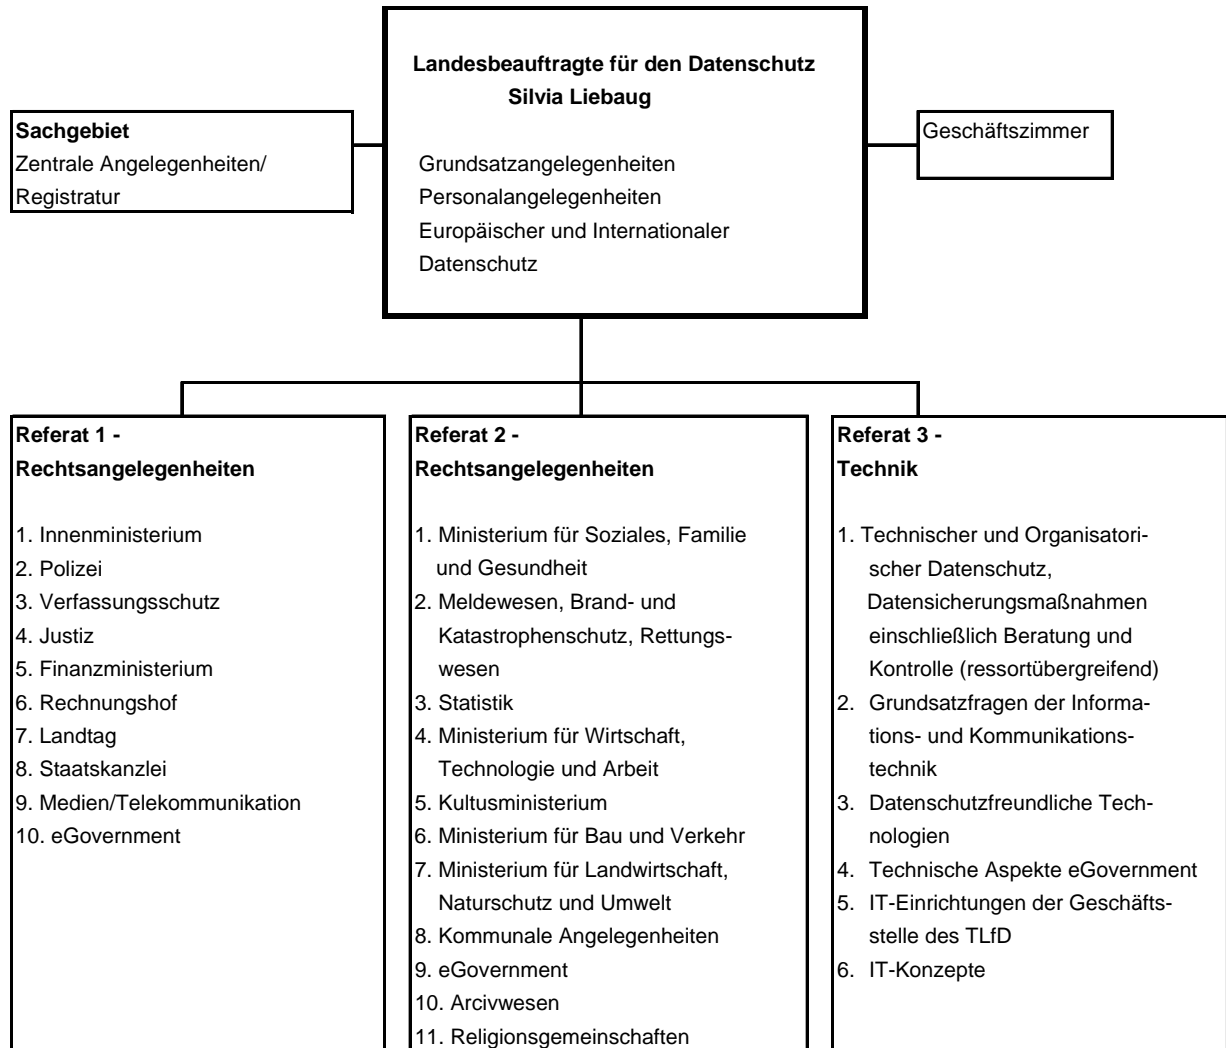 Landesbeauftragte für den Datenschutz
Silvia Liebaug
Grundsatzangelegenheiten
Personalangelegenheiten
Europäischer und Internationaler
Datenschutz
Sachgebiet
Zentrale Angelegenheiten/
Registratur
Geschäftszimmer
Referat 1 -
Rechtsangelegenheiten
1. Innenministerium
2. Polizei
3. Verfassungsschutz
4. Justiz
5. Finanzministerium
6. Rechnungshof
7. Landtag
8. Staatskanzlei
9. Medien/Telekommunikation
10. eGovernment
Referat 2 -
Rechtsangelegenheiten
1. Ministerium für Soziales, Familie
und Gesundheit
2. Meldewesen, Brand- und
Katastrophenschutz, Rettungs-
wesen
3. Statistik
4. Ministerium für Wirtschaft,
Technologie und Arbeit
5. Kultusministerium
6. Ministerium für Bau und Verkehr
7. Ministerium für Landwirtschaft,
Naturschutz und Umwelt
8. Kommunale Angelegenheiten
9. eGovernment
10. Arcivwesen
11. Religionsgemeinschaften
Referat 3 -
Technik
1. Technischer und Organisatori-
scher Datenschutz,
Datensicherungsmaßnahmen
einschließlich Beratung und
Kontrolle (ressortübergreifend)
2. Grundsatzfragen der Informa-
tions- und Kommunikations-
technik
3. Datenschutzfreundliche Tech-
nologien
4. Technische Aspekte eGovernment
5. IT-Einrichtungen der Geschäfts-
stelle des TLfD
6. IT-Konzepte